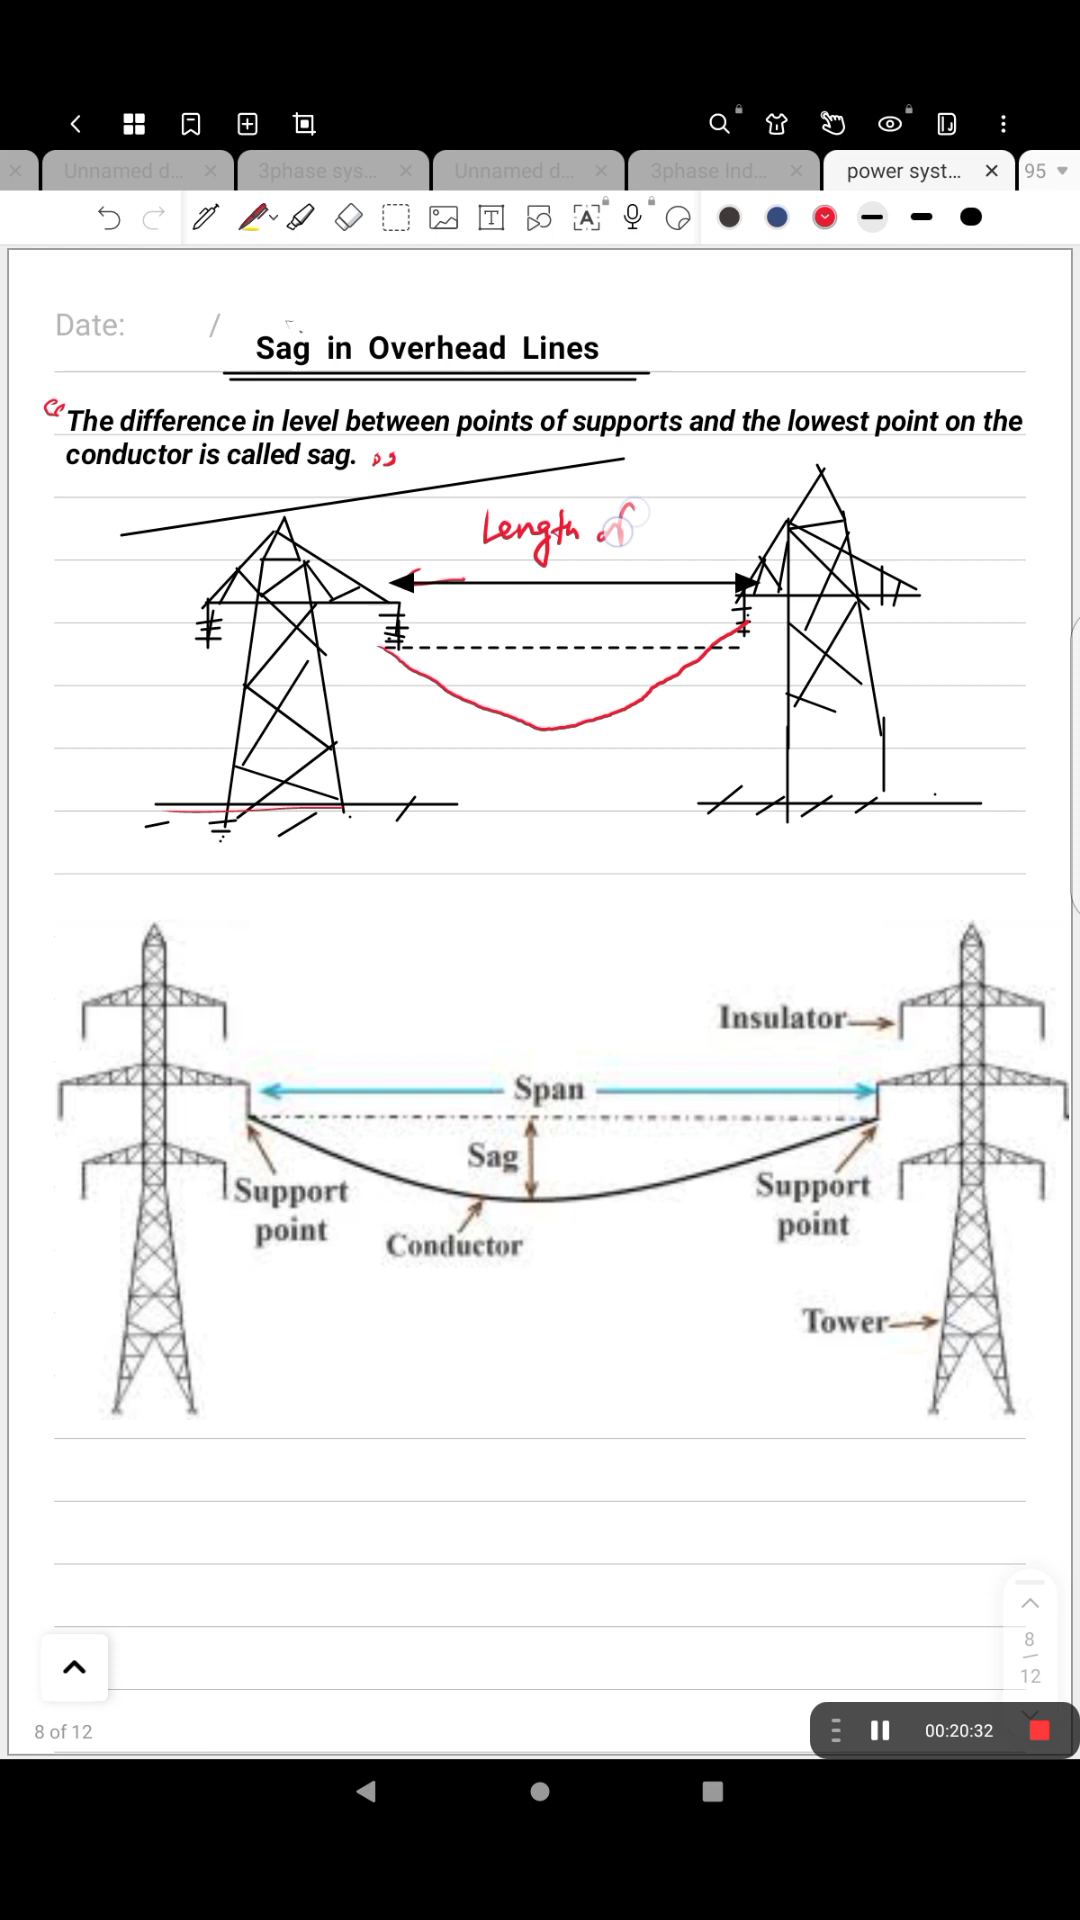 Unnamed d...
3phase sys...
Unnamed d...
3phase Ind...
power syst...
95
T
A
Date: /
Sag in Overhead Lines
"The difference in level between points of supports and the lowest point on the
conductor is called sag. "
Length of
Insulator
Span
Sag
Support
point
Support
point
Conductor
Tower
8
12
8 of 12
00:20:32